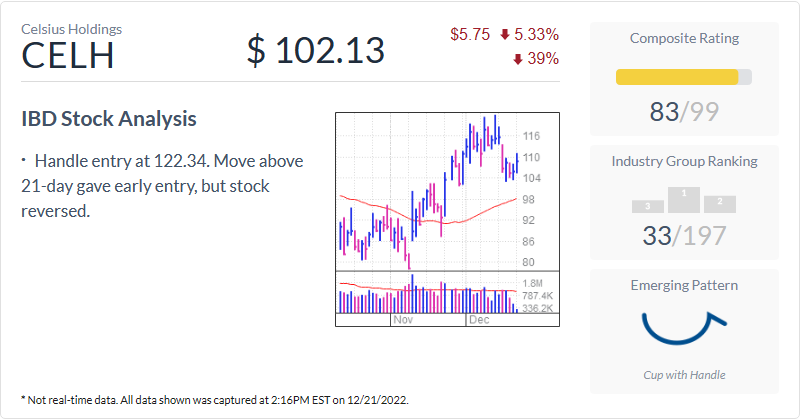 Celsius Holdings
CELH
$ 102.13
$5.75 5.33%
39%
IBD Stock Analysis
· Handle entry at 122.34. Move above
21-day gave early entry, but stock
reversed.
116
110
104
98
92
86
80
1.8M
787.4K
336.2K
Nov Dec
* Not real-time data. All data shown was captured at 2:16PM EST on 12/21/2022.
Composite Rating
83/99
Industry Group Ranking
3 1 2
33/197
Emerging Pattern
Cup with Handle